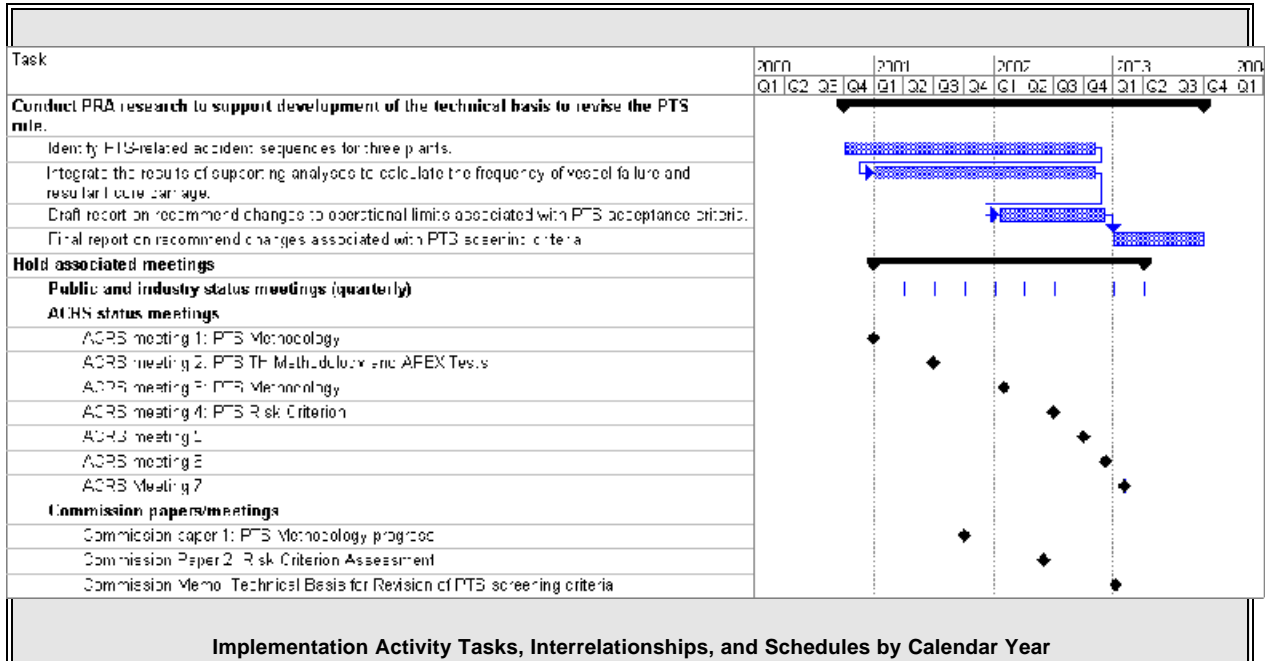 Task
2000 2001 2002 2003 200
Q1 Q2 Q3 Q4 Q1 Q2 Q3 Q4 Q1 Q2 Q3 Q4 Q1 Q2 Q3 Q4 Q1
Conduct PRA research to support development of the technical basis to revise the PTS
rule.
Identify PTS-related accident sequences for three plants.
Integrate the results of supporting analyses to calculate the frequency of vessel failure and
resultant core damage.
Draft report on recommend changes to operational limits associated with PTS acceptance criteria.
Final report on recommend changes associated with PTS screening criteria
Hold associated meetings
Public and industry status meetings (quarterly)
ACRS status meetings
ACRS meeting 1: PTS Methodology
ACRS meeting 2: PTS TH Methodology and APEX Tests
ACRS meeting 3: PTS Methodology
ACRS meeting 4: PTS Risk Criterion
ACRS meeting 5
ACRS meeting 6
ACRS Meeting 7
Commission papers/meetings
Commission paper 1: PTS Methodology progress
Commission Paper 2: Risk Criterion Assessment
Commission Memo: Technical Basis for Revision of PTS screening criteria
Implementation Activity Tasks, Interrelationships, and Schedules by Calendar Year